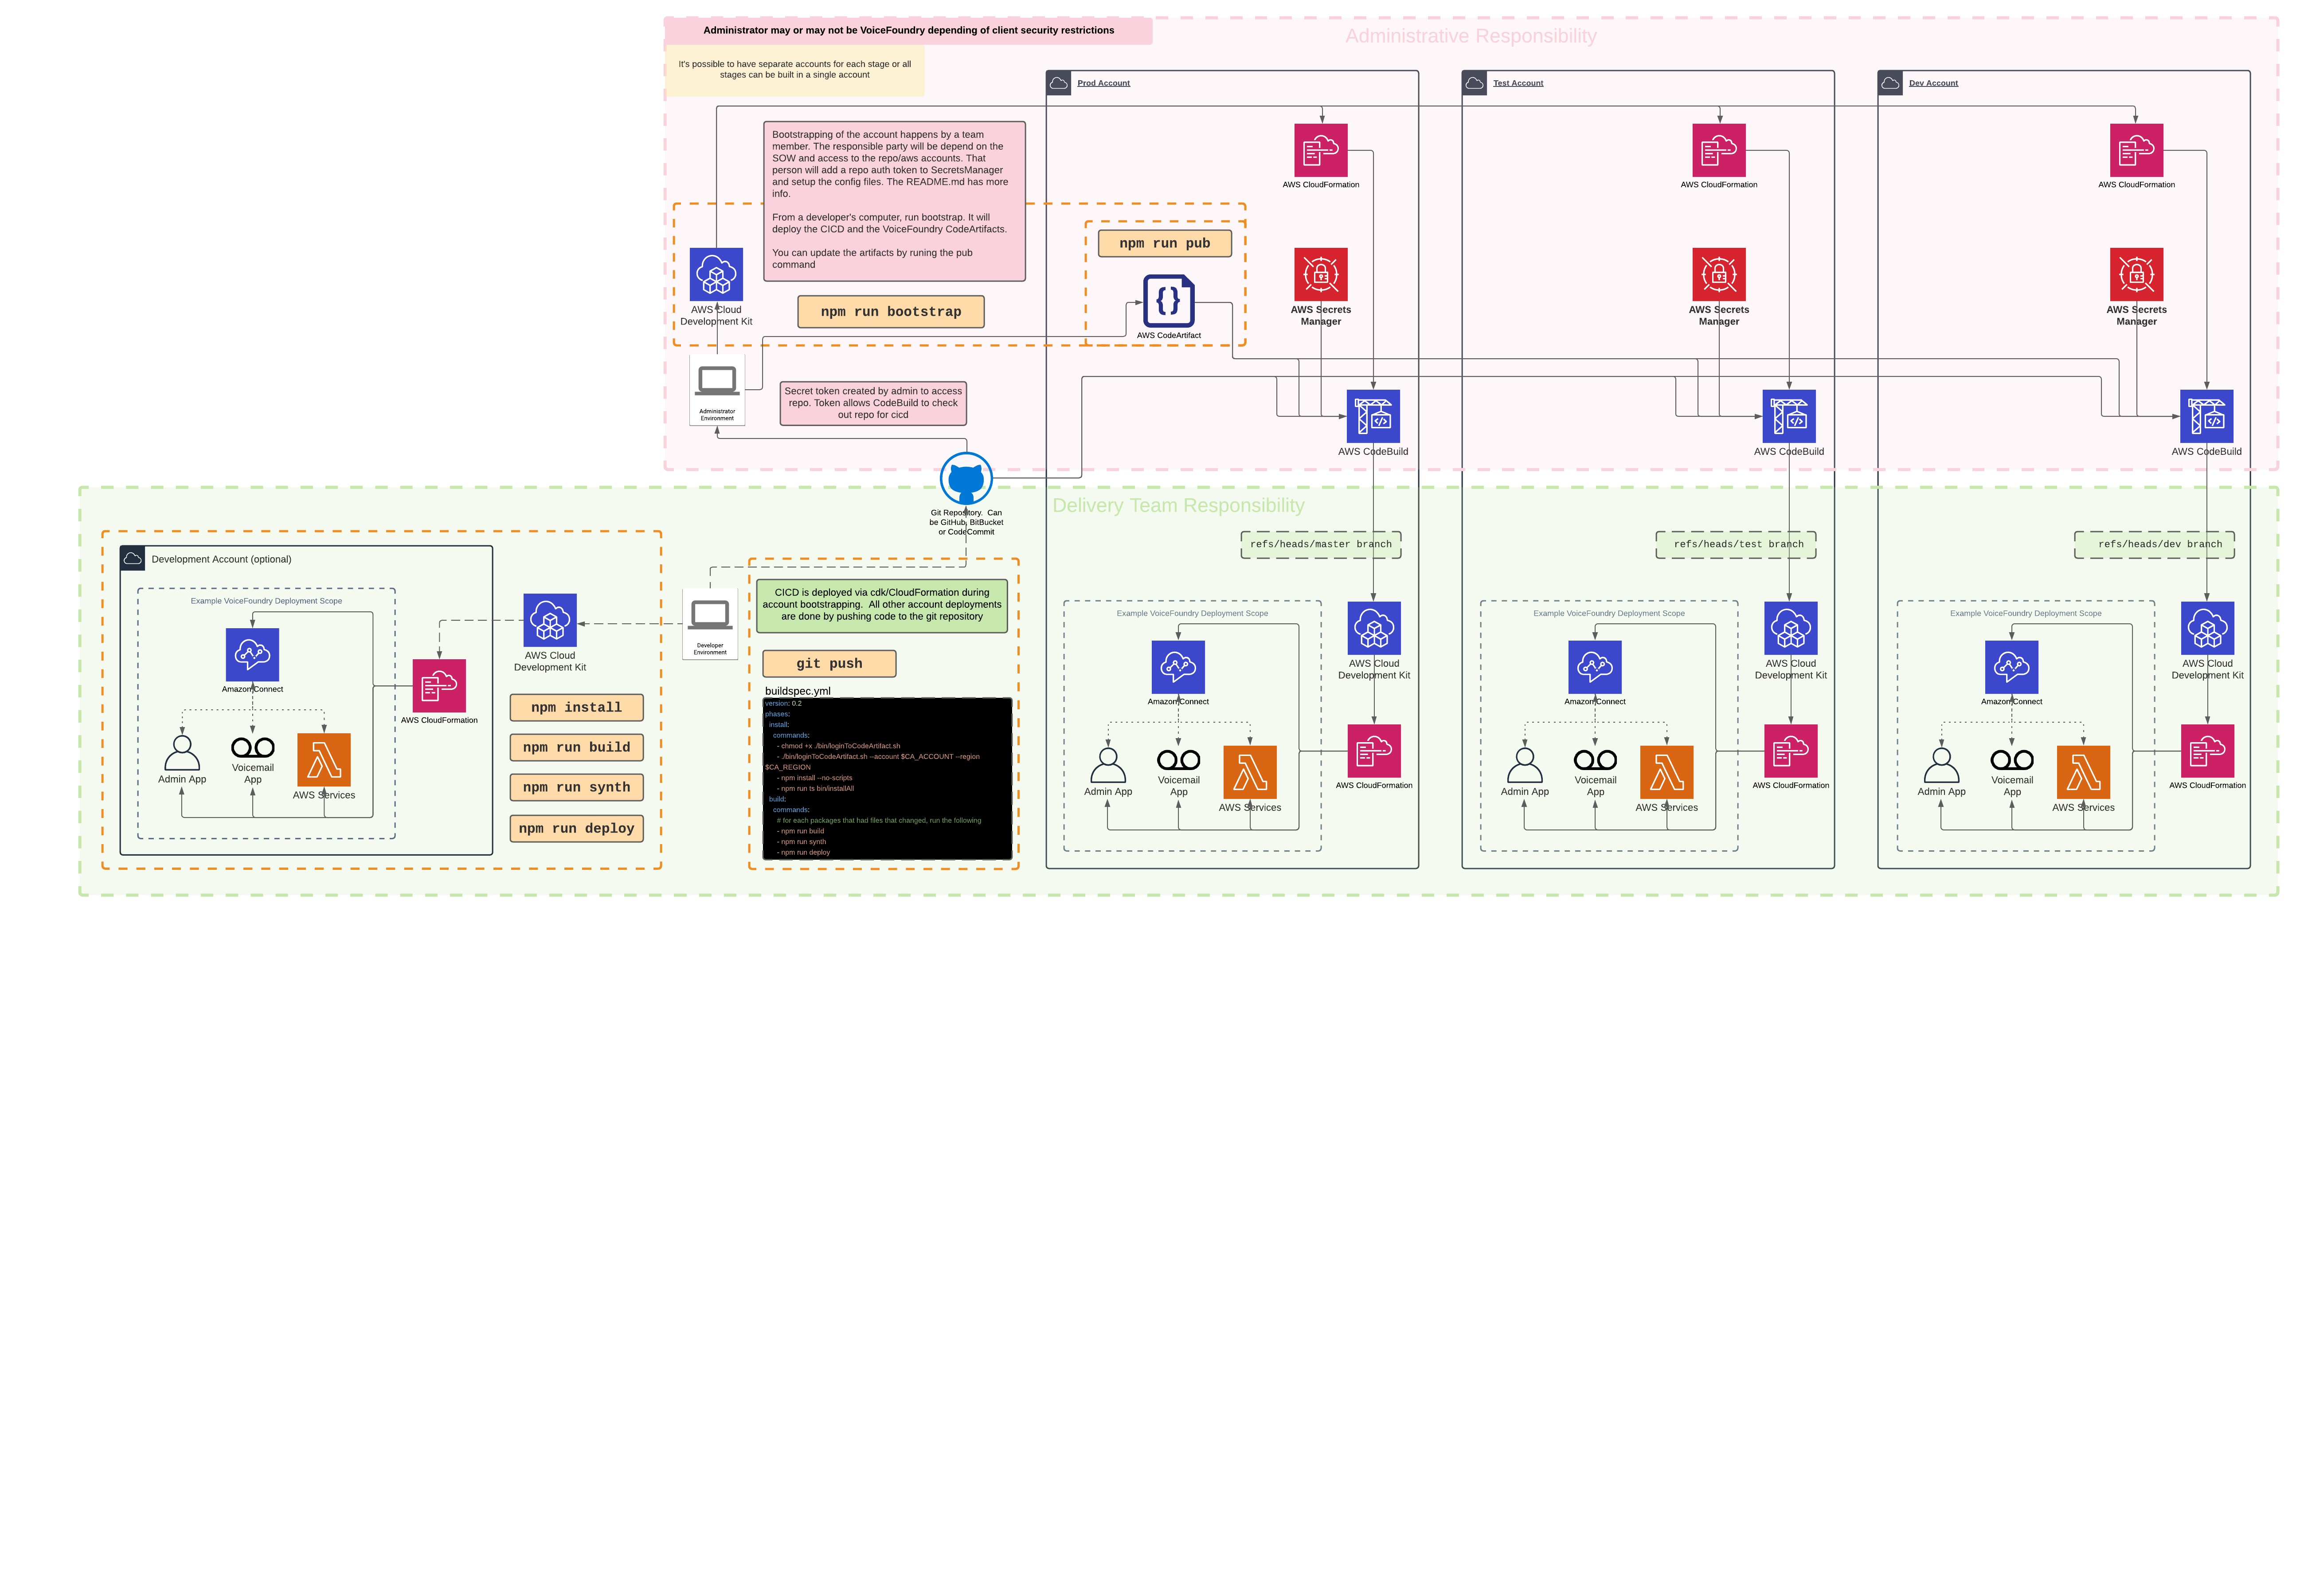 Administrator may or may not be VoiceFoundry depending of client security restrictions
Administrative Responsibility
It's possible to have separate accounts for each stage or all
stages can be built in a single account
Prod Account
Test Account
Dev Account
Bootstrapping of the account happens by a team
member. The responsible party will be depend on the
SOW and access to the repo/aws accounts. That
person will add a repo auth token to SecretsManager
and setup the config files. The README.md has more
info.
From a developer's computer, run bootstrap. It will
deploy the CICD and the VoiceFoundry CodeArtifacts.
You can update the artifacts by runing the pub
command
AWS CloudFormation
AWS CloudFormation
AWS CloudFormation
npm run pub
{}
AWS CodeArtifact
AWS Cloud
Development Kit
npm run bootstrap
AWS Secrets
Manager
AWS Secrets
Manager
AWS Secrets
Manager
Administrator
Environment
Secret token created by admin to access
repo. Token allows CodeBuild to check
out repo for cicd
</>
AWS CodeBuild
</>
AWS CodeBuild
</>
AWS CodeBuild
Delivery Team Responsibility
Git Repository. Can
be GitHub, BitBucket
or CodeCommit
refs/heads/master branch
refs/heads/test branch
refs/heads/dev branch
Development Account (optional)
Example VoiceFoundry Deployment Scope
Amazon Connect
Admin App
Voicemail
App
AWS Services
AWS CloudFormation
AWS Cloud
Development Kit
npm install
npm run build
npm run synth
npm run deploy
Developer
Environment
CICD is deployed via cdk/CloudFormation during
account bootstrapping. All other account deployments
are done by pushing code to the git repository
git push
buildspec.yml
version: 0.2
phases:
install:
commands:
- chmod +x ./bin/loginToCodeArtifact.sh
- ./bin/loginToCodeArtifact.sh --account $CA_ACCOUNT --region
$CA_REGION
- npm install --no-scripts
- npm run ts bin/installAll
build:
commands:
# for each packages that had files that changed, run the following
- npm run build
- npm run synth
- npm run deploy
Example VoiceFoundry Deployment Scope
Amazon Connect
Admin App
Voicemail
App
AWS Services
AWS Cloud
Development Kit
AWS CloudFormation
Example VoiceFoundry Deployment Scope
Amazon Connect
Admin App
Voicemail
App
AWS Services
AWS Cloud
Development Kit
AWS CloudFormation
Example VoiceFoundry Deployment Scope
Amazon Connect
Admin App
Voicemail
App
AWS Services
AWS Cloud
Development Kit
AWS CloudFormation